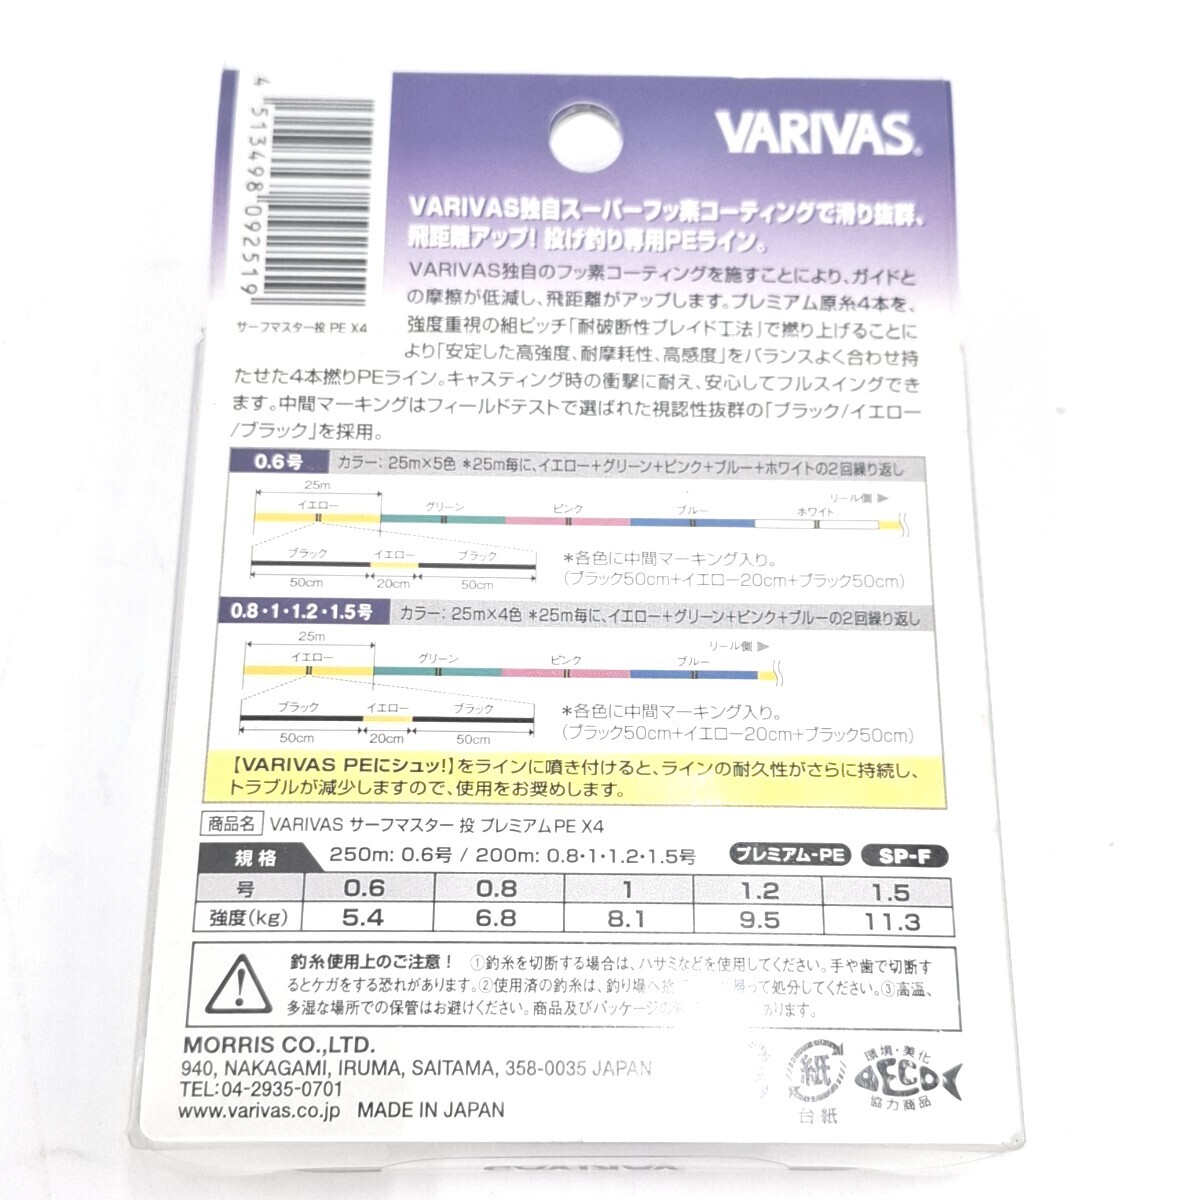 4 513498 092519
サーフマスター投 PE X4
VARIVAS®
VARIVAS独自スーパーフッ素コーティングで滑り抜群、
飛距離アップ! 投げ釣り専用PEライン。
VARIVAS独自のフッ素コーティングを施すことにより、ガイドと
の摩擦が低減し、飛距離がアップします。プレミアム原糸4本を、
強度重視の組ピッチ「耐破断性ブレイド工法」で撚り上げることに
より「安定した高強度、耐摩耗性、高感度」をバランスよく合わせ持
たせた4本撚りPEライン。キャスティング時の衝撃に耐え、安心してフルスイングでき
ます。中間マーキングはフィールドテストで選ばれた視認性抜群の「ブラック/イエロー
/ブラック」を採用。
0.6号 カラー：25m×5色 *25m毎に、イエロー+グリーン+ピンク+ブルー+ホワイトの2回繰り返し
25m リール側 ▶
イエロー グリーン ピンク ブルー ホワイト
ブラック イエロー ブラック
50cm 20cm 50cm
*各色に中間マーキング入り。
(ブラック50cm+イエロー20cm+ブラック50cm)
0.8・1・1.2・1.5号 カラー：25m×4色 *25m毎に、イエロー+グリーン+ピンク+ブルーの2回繰り返し
25m リール側 ▶
イエロー グリーン ピンク ブルー
ブラック イエロー ブラック
50cm 20cm 50cm
*各色に中間マーキング入り。
(ブラック50cm+イエロー20cm+ブラック50cm)
【VARIVAS PEにシュッ!】をラインに噴き付けると、ラインの耐久性がさらに持続し、
トラブルが減少しますので、使用をお奨めします。
商品名 VARIVAS サーフマスター 投 プレミアムPE X4
規格 250m: 0.6号 / 200m: 0.8・1・1.2・1.5号 プレミアム-PE SP-F
号 0.6 0.8 1 1.2 1.5
強度(kg) 5.4 6.8 8.1 9.5 11.3
釣糸使用上のご注意! ①釣糸を切断する場合は、ハサミなどを使用してください。手や歯で切断す
るとケガをする恐れがあります。②使用済の釣糸は、釣り場へ捨 帰って処分してください。③高温、
多湿な場所での保管はお避けください。商品及びパッケージの あります。
MORRIS CO.,LTD.
940, NAKAGAMI, IRUMA, SAITAMA, 358-0035 JAPAN
TEL:04-2935-0701
www.varivas.co.jp MADE IN JAPAN
紙
台紙
環境・美化
ECO
協力商品
VARIVAS